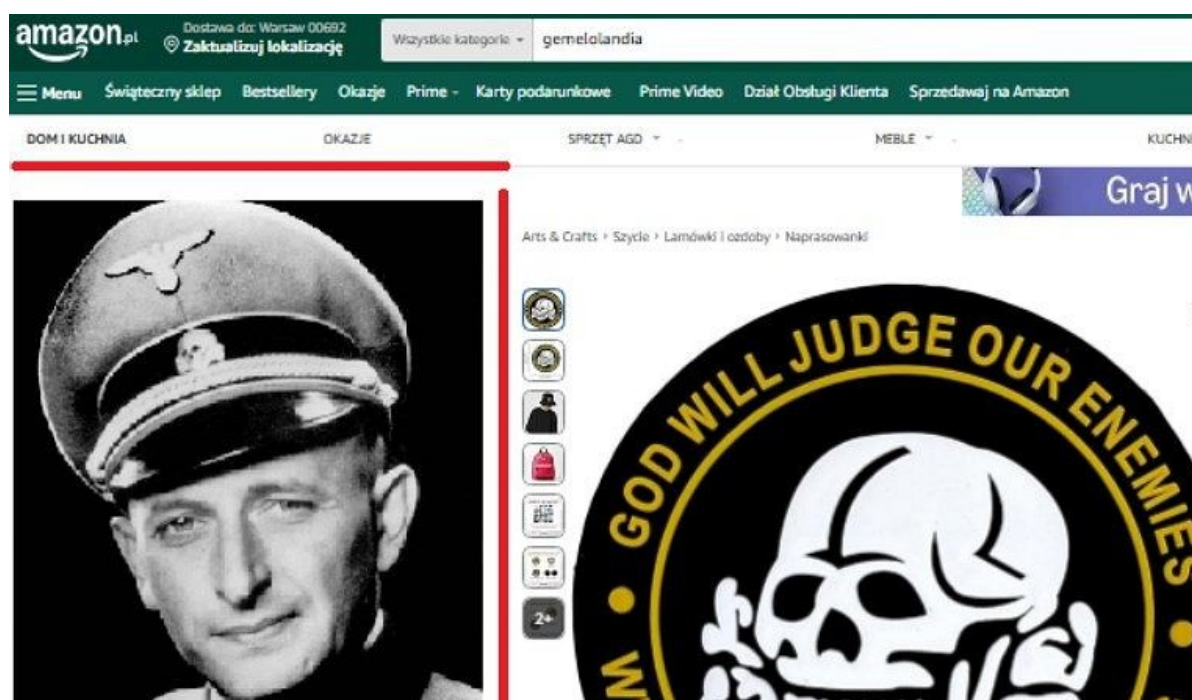 amazon.pl
Dostawa do: Warsaw 00692
Zaktualizuj lokalizację
Wszystkie kategorie
gemelolandia
Menu Świąteczny sklep Bestsellery Okazje Prime Karty podarunkowe Prime Video Dział Obsługi Klienta Sprzedawaj na Amazon
DOM I KUCHNIA OKAZJE SPRZĘT AGD MEBLE KUCHNI
Graj w
Arts & Crafts › Szycie › Lamówki i ozdoby › Naprasowanki
GOD WILL JUDGE OUR ENEMIES
2+